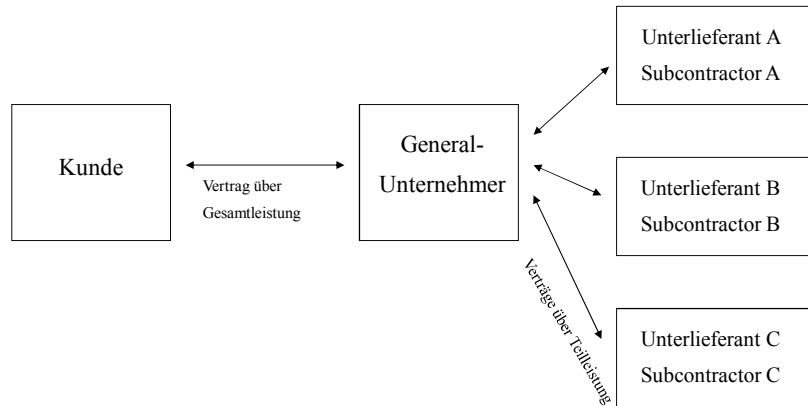 Kunde
Vertrag über
Gesamtleistung
General-
Unternehmer
Unterlieferant A
Subcontractor A
Unterlieferant B
Subcontractor B
Verträge über Teilleistung
Unterlieferant C
Subcontractor C